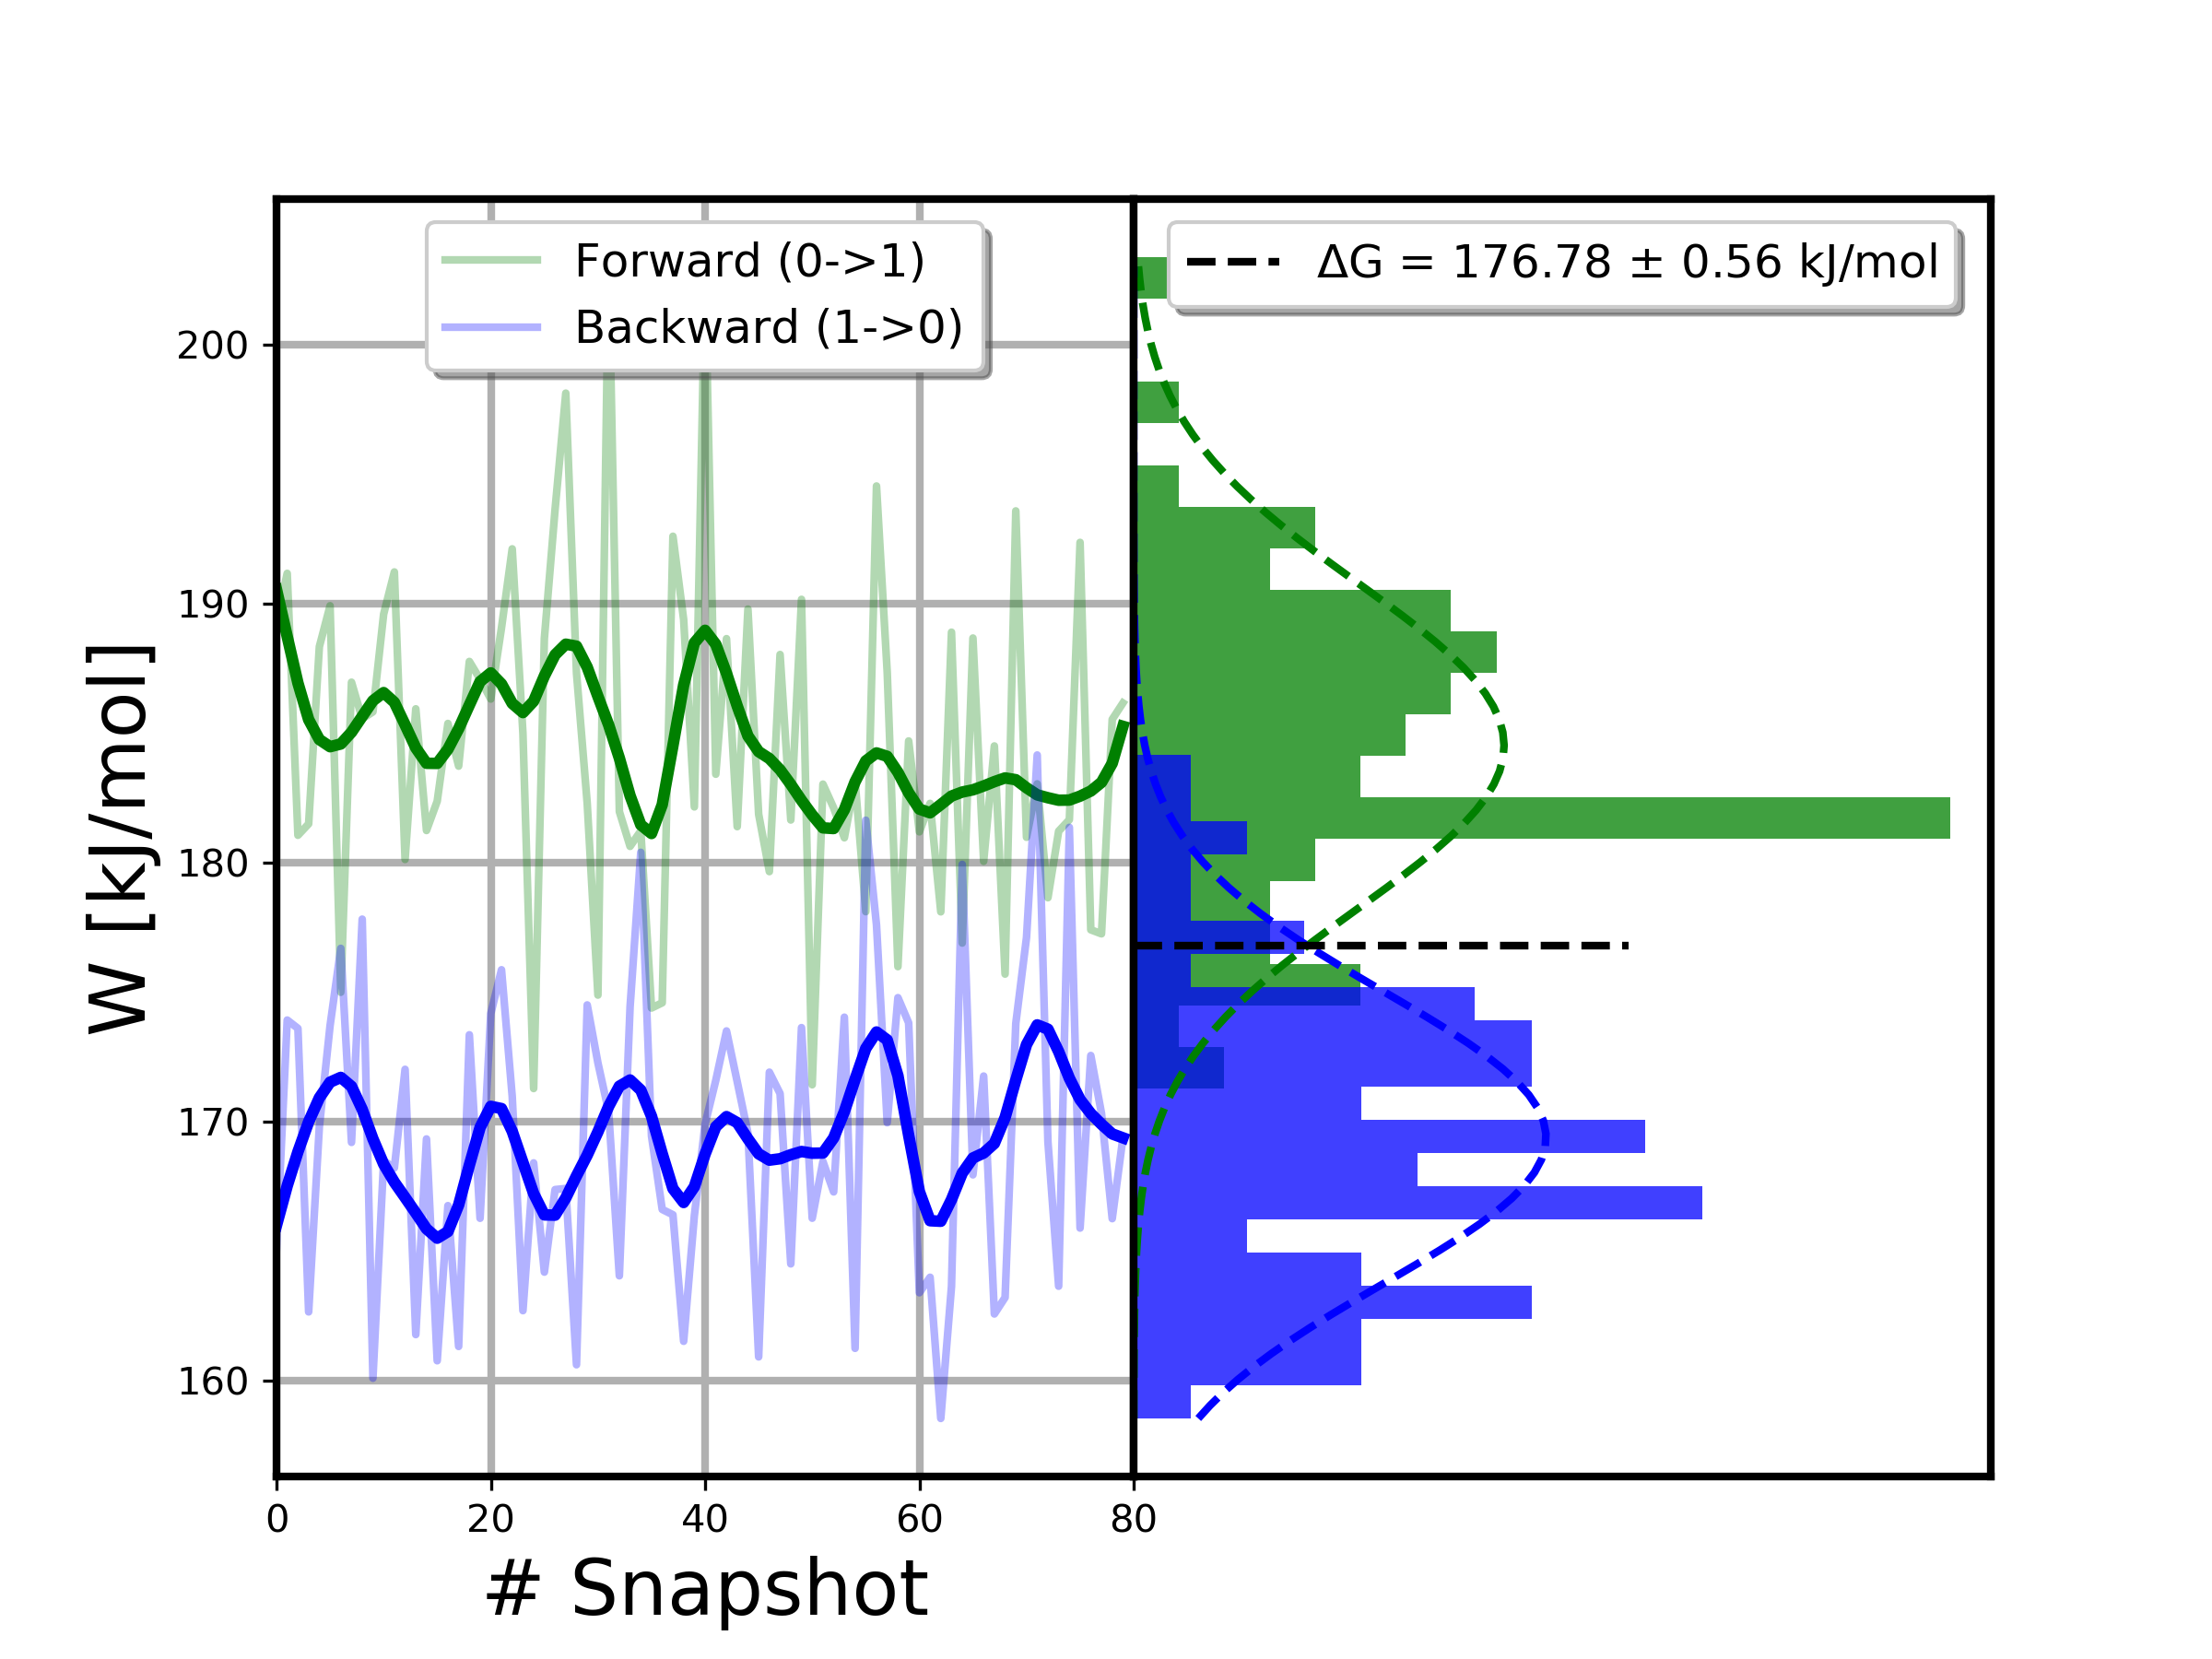 Forward (0->1)
Backward (1->0)
ΔG = 176.78 ± 0.56 kJ/mol
W [kJ/mol]
200
190
180
170
160
0 20 40 60 80
# Snapshot